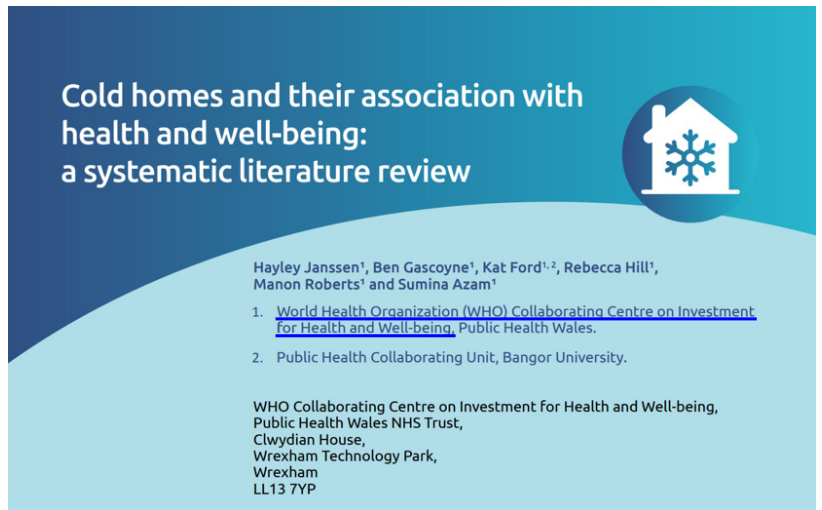 Cold homes and their association with
health and well-being:
a systematic literature review
Hayley Janssen¹, Ben Gascoyne¹, Kat Ford¹˒², Rebecca Hill¹,
Manon Roberts¹ and Sumina Azam¹
1. World Health Organization (WHO) Collaborating Centre on Investment
for Health and Well-being, Public Health Wales.
2. Public Health Collaborating Unit, Bangor University.
WHO Collaborating Centre on Investment for Health and Well-being,
Public Health Wales NHS Trust,
Clwydian House,
Wrexham Technology Park,
Wrexham
LL13 7YP